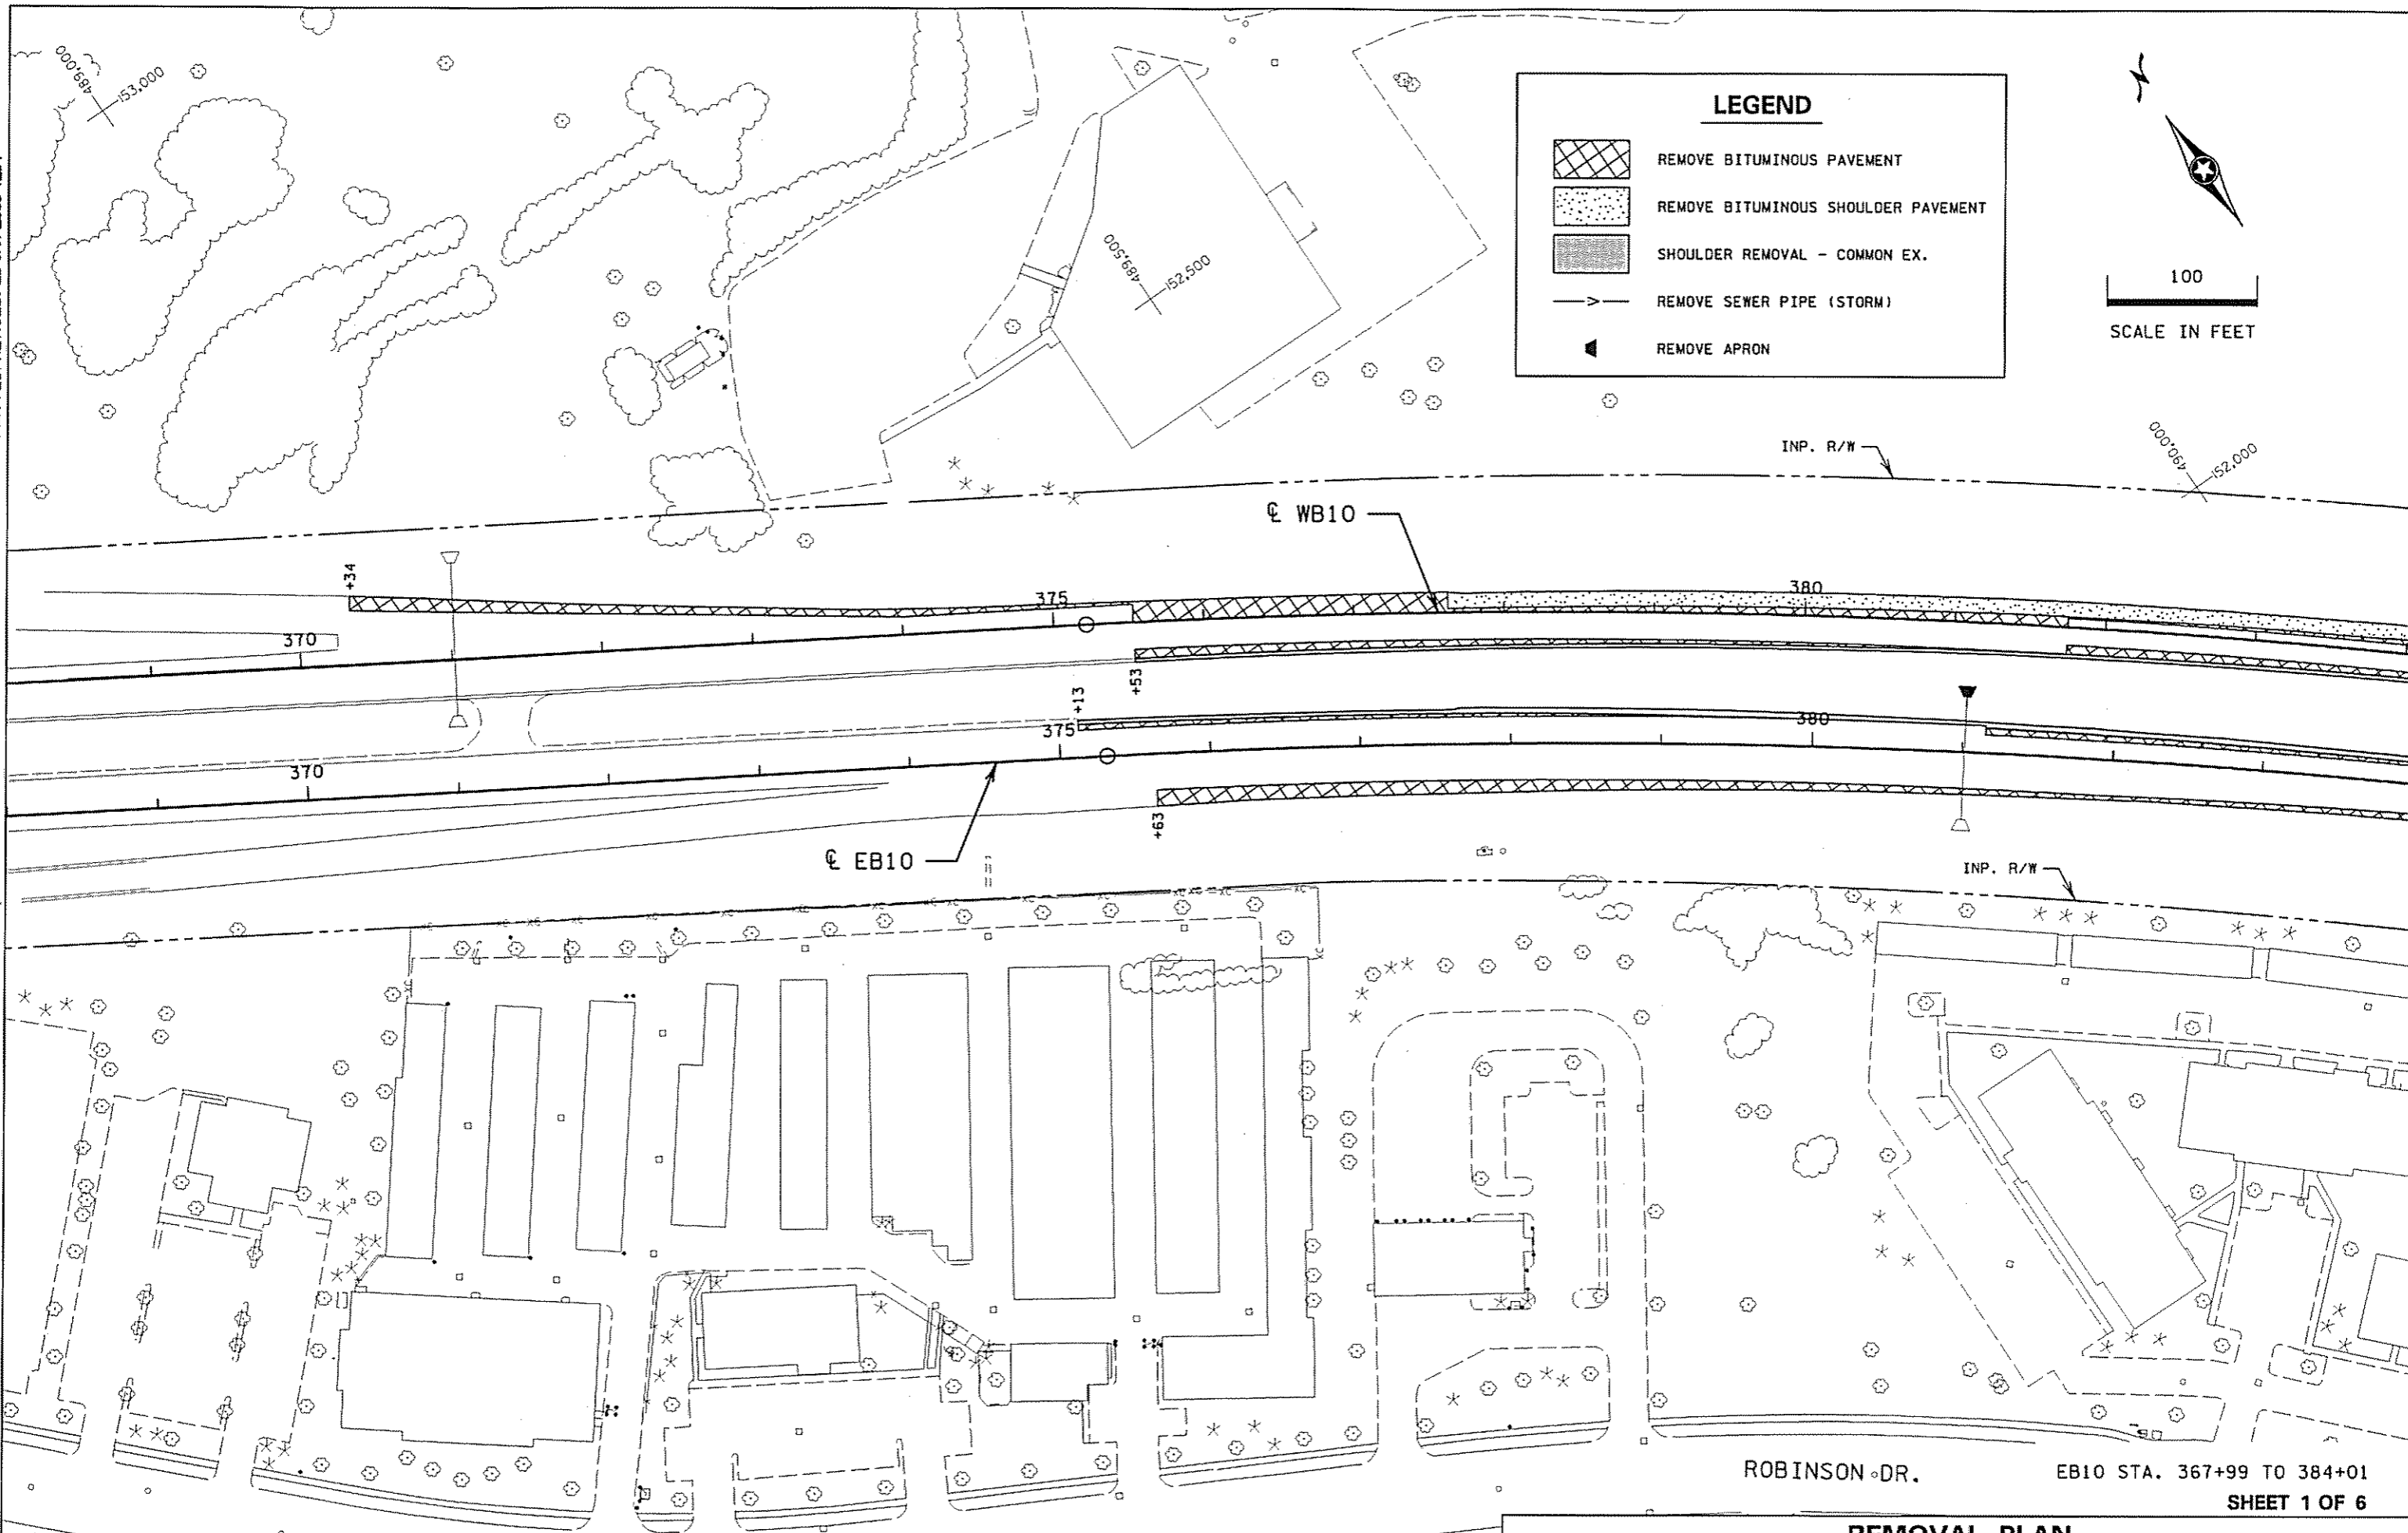 489,000
153,000
LEGEND
REMOVE BITUMINOUS PAVEMENT
REMOVE BITUMINOUS SHOULDER PAVEMENT
SHOULDER REMOVAL - COMMON EX.
REMOVE SEWER PIPE (STORM)
REMOVE APRON
100
SCALE IN FEET
489,500
152,500
INP. R/W
490,000
152,000
℄ WB10
+34
375
380
370
+53
+13
380
375
370
+63
℄ EB10
INP. R/W
ROBINSON DR.
EB10 STA. 367+99 TO 384+01
SHEET 1 OF 6
REMOVAL PLAN